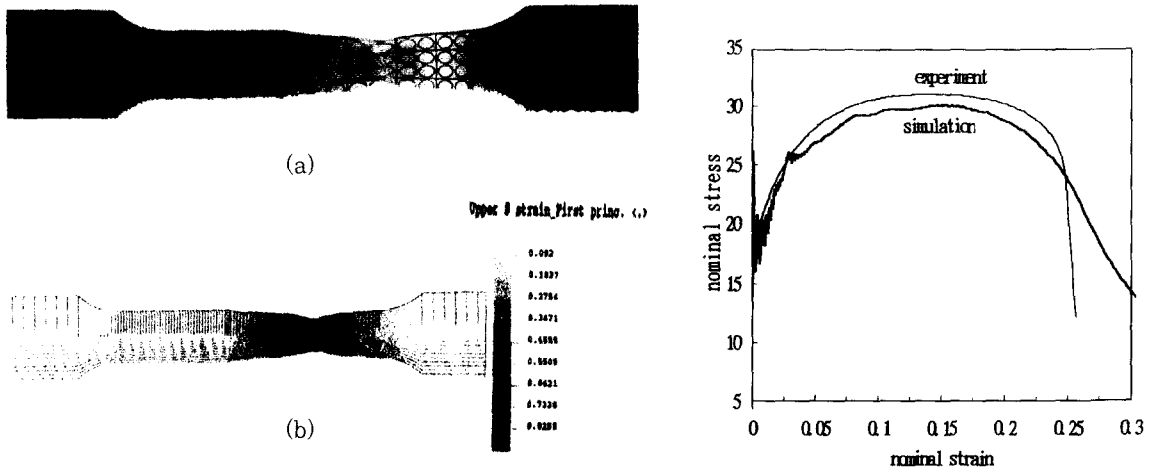 (a)
Upper S strain_First princ. <.>
0.092
0.1837
0.2754
0.3671
0.4588
0.5505
0.6421
0.7338
0.8255
(b)
35
30
25
20
15
10
5
nominal stress
experiment
simulation
0 0.05 0.1 0.15 0.2 0.25 0.3
nominal strain